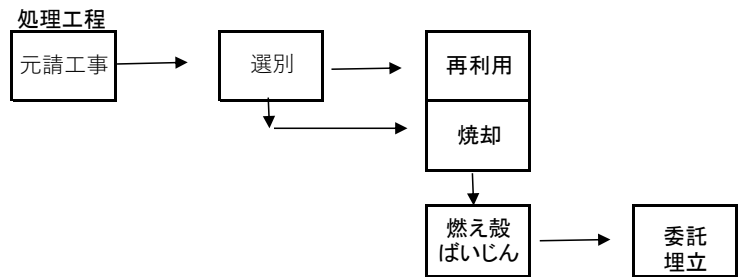 処理工程
元請工事
選別
再利用
焼却
燃え殻
ばいじん
委託
埋立